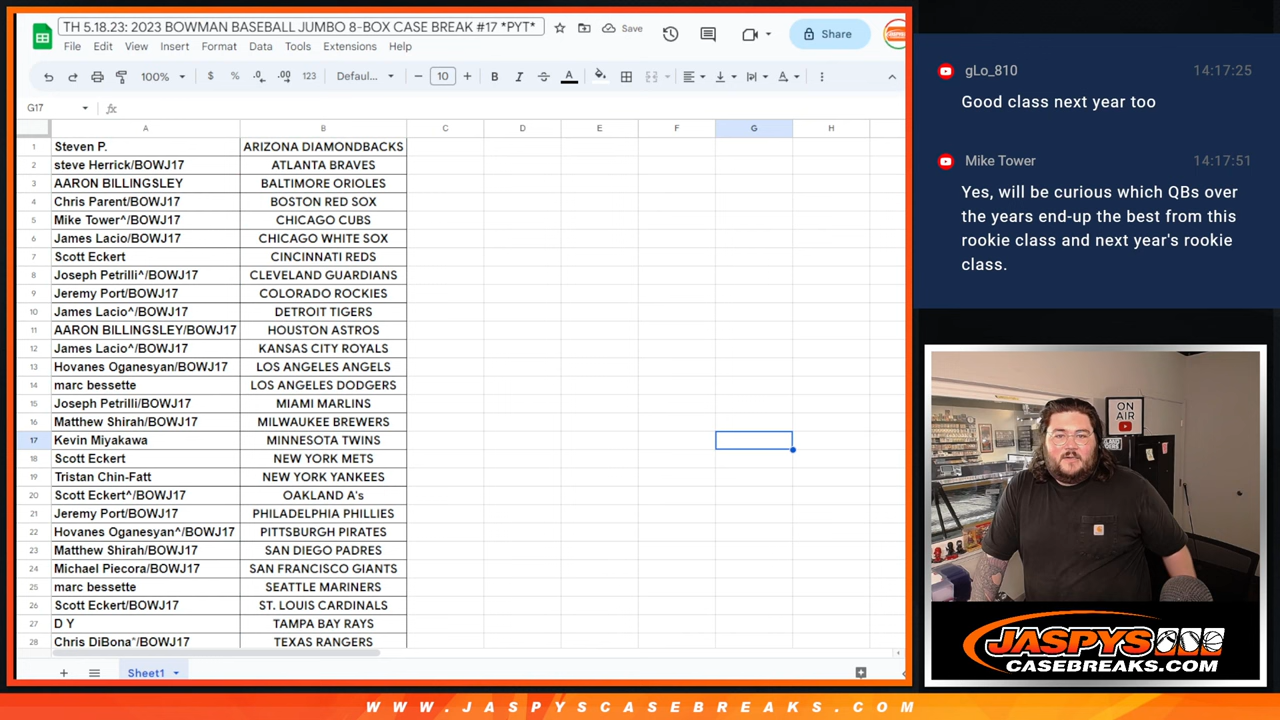 TH 5.18.23: 2023 BOWMAN BASEBALL JUMBO 8-BOX CASE BREAK #17 *PYT*
Save
Share
File Edit View Insert Format Data Tools Extensions Help
100% $ % .0 .00 123 Defaul... 10 B I A
G17 fx
A B C D E F G H
1 Steven P. ARIZONA DIAMONDBACKS
2 steve Herrick/BOWJ17 ATLANTA BRAVES
3 AARON BILLINGSLEY BALTIMORE ORIOLES
4 Chris Parent/BOWJ17 BOSTON RED SOX
5 Mike Tower^/BOWJ17 CHICAGO CUBS
6 James Lacio/BOWJ17 CHICAGO WHITE SOX
7 Scott Eckert CINCINNATI REDS
8 Joseph Petrilli^/BOWJ17 CLEVELAND GUARDIANS
9 Jeremy Port/BOWJ17 COLORADO ROCKIES
10 James Lacio^/BOWJ17 DETROIT TIGERS
11 AARON BILLINGSLEY/BOWJ17 HOUSTON ASTROS
12 James Lacio^/BOWJ17 KANSAS CITY ROYALS
13 Hovanes Oganesyan/BOWJ17 LOS ANGELES ANGELS
14 marc bessette LOS ANGELES DODGERS
15 Joseph Petrilli/BOWJ17 MIAMI MARLINS
16 Matthew Shirah/BOWJ17 MILWAUKEE BREWERS
17 Kevin Miyakawa MINNESOTA TWINS
18 Scott Eckert NEW YORK METS
19 Tristan Chin-Fatt NEW YORK YANKEES
20 Scott Eckert^/BOWJ17 OAKLAND A's
21 Jeremy Port/BOWJ17 PHILADELPHIA PHILLIES
22 Hovanes Oganesyan^/BOWJ17 PITTSBURGH PIRATES
23 Matthew Shirah/BOWJ17 SAN DIEGO PADRES
24 Michael Piecora/BOWJ17 SAN FRANCISCO GIANTS
25 marc bessette SEATTLE MARINERS
26 Scott Eckert/BOWJ17 ST. LOUIS CARDINALS
27 D Y TAMPA BAY RAYS
28 Chris DiBona*/BOWJ17 TEXAS RANGERS
Sheet1
gLo_810 14:17:25
Good class next year too
Mike Tower 14:17:51
Yes, will be curious which QBs over
the years end-up the best from this
rookie class and next year's rookie
class.
ON
AIR
JASPYS
CASEBREAKS.COM
WWW.JASPYSCASEBREAKS.COM